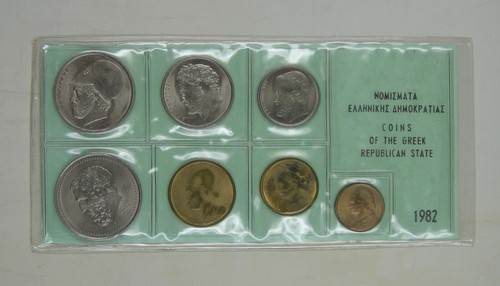 ΝΟΜΙΣΜΑΤΑ
ΕΛΛΗΝΙΚΗΣ ΔΗΜΟΚΡΑΤΙΑΣ
COINS
OF THE GREEK
REPUBLICAN STATE
1982